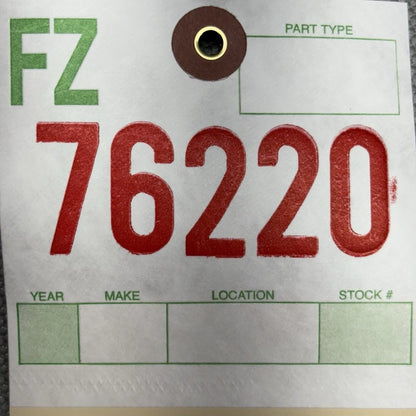 FZ
PART TYPE
76220
YEAR MAKE LOCATION STOCK #